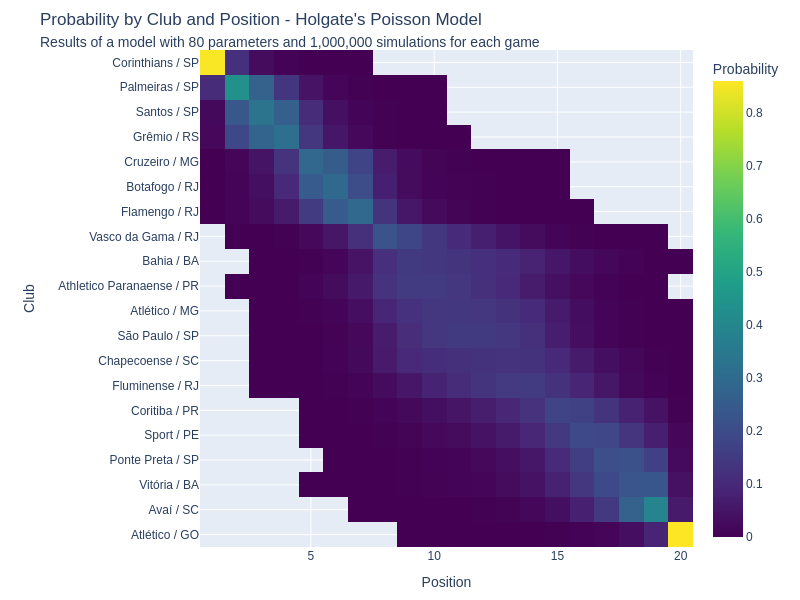 Probability by Club and Position - Holgate's Poisson Model
Results of a model with 80 parameters and 1,000,000 simulations for each game
Probability
Club
Corinthians / SP
Palmeiras / SP
Santos / SP
Grêmio / RS
Cruzeiro / MG
Botafogo / RJ
Flamengo / RJ
Vasco da Gama / RJ
Bahia / BA
Athletico Paranaense / PR
Atlético / MG
São Paulo / SP
Chapecoense / SC
Fluminense / RJ
Coritiba / PR
Sport / PE
Ponte Preta / SP
Vitória / BA
Avaí / SC
Atlético / GO
0.8
0.7
0.6
0.5
0.4
0.3
0.2
0.1
0
5 10 15 20
Position